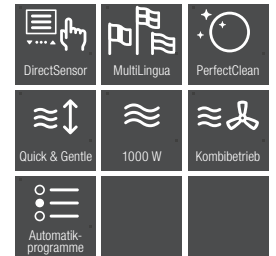 DirectSensor
MultiLingua
PerfectClean
Quick & Gentle
1000 W
Kombibetrieb
Automatik-
programme